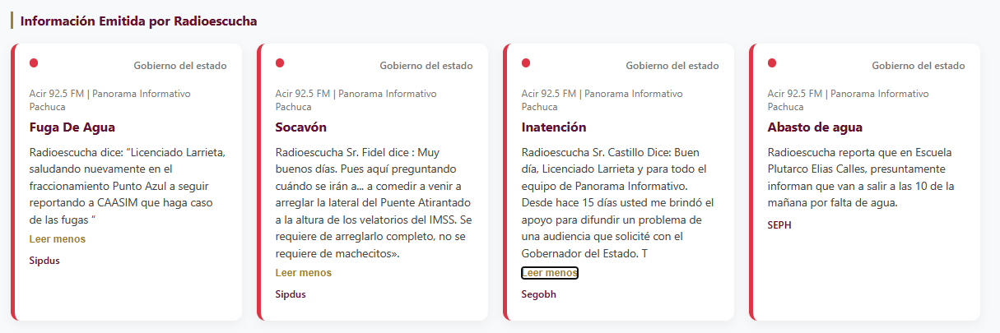 Información Emitida por Radioescucha
Gobierno del estado
Acir 92.5 FM | Panorama Informativo
Pachuca
Fuga De Agua
Radioescucha dice: “Licenciado Larrieta,
saludando nuevamente en el
fraccionamiento Punto Azul a seguir
reportando a CAASIM que haga caso
de las fugas “
Leer menos
Sipdus
Gobierno del estado
Acir 92.5 FM | Panorama Informativo
Pachuca
Socavón
Radioescucha Sr. Fidel dice : Muy
buenos días. Pues aquí preguntando
cuándo se irán a... a comedir a venir a
arreglar la lateral del Puente Atirantado
a la altura de los velatorios del IMSS. Se
requiere de arreglarlo completo, no se
requiere de machecitos».
Leer menos
Sipdus
Gobierno del estado
Acir 92.5 FM | Panorama Informativo
Pachuca
Inatención
Radioescucha Sr. Castillo Dice: Buen
día, Licenciado Larrieta y para todo el
equipo de Panorama Informativo.
Desde hace 15 días usted me brindó el
apoyo para difundir un problema de
una audiencia que solicité con el
Gobernador del Estado. T
Leer menos
Segobh
Gobierno del estado
Acir 92.5 FM | Panorama Informativo
Pachuca
Abasto de agua
Radioescucha reporta que en Escuela
Plutarco Elias Calles, presuntamente
informan que van a salir a las 10 de la
mañana por falta de agua.
SEPH